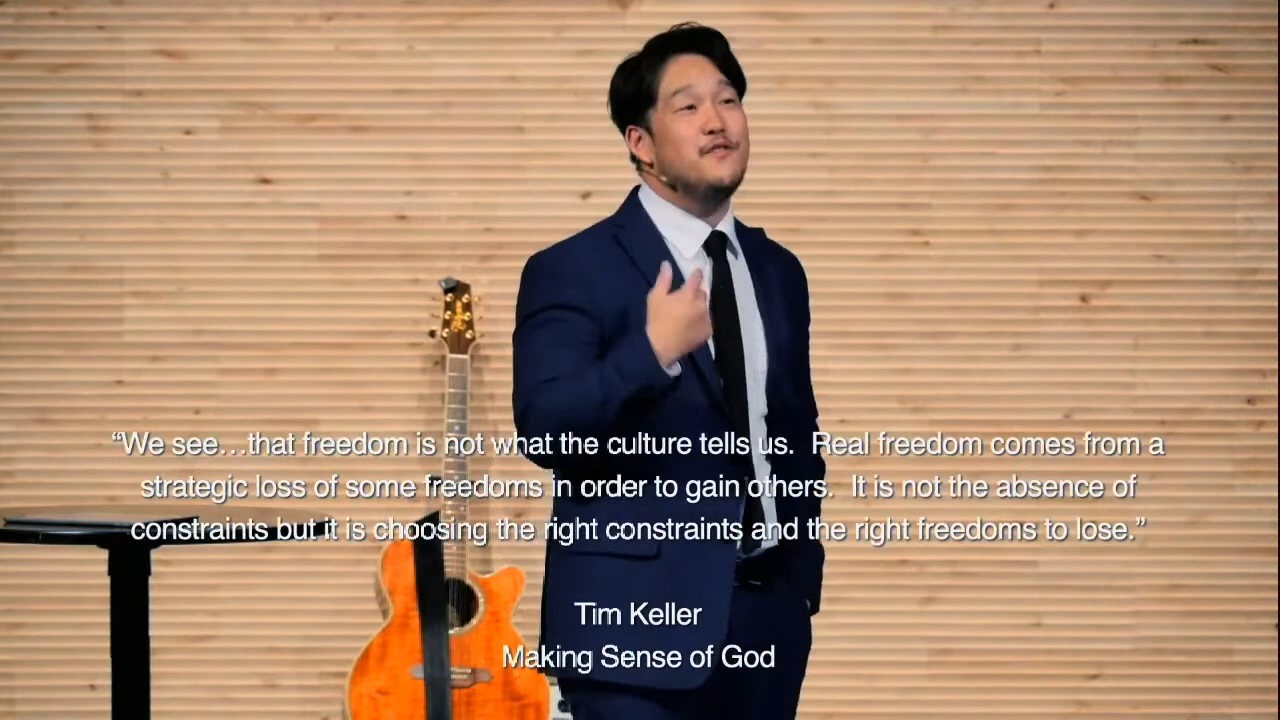 “We see…that freedom is not what the culture tells us.  Real freedom comes from a
strategic loss of some freedoms in order to gain others.  It is not the absence of
constraints but it is choosing the right constraints and the right freedoms to lose.”
Tim Keller
Making Sense of God